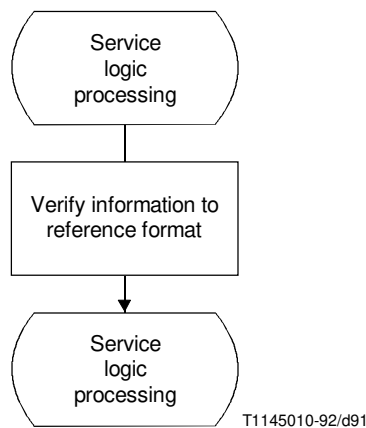 Service
logic
processing
Verify information to
reference format
Service
logic
processing
T1145010-92/d91